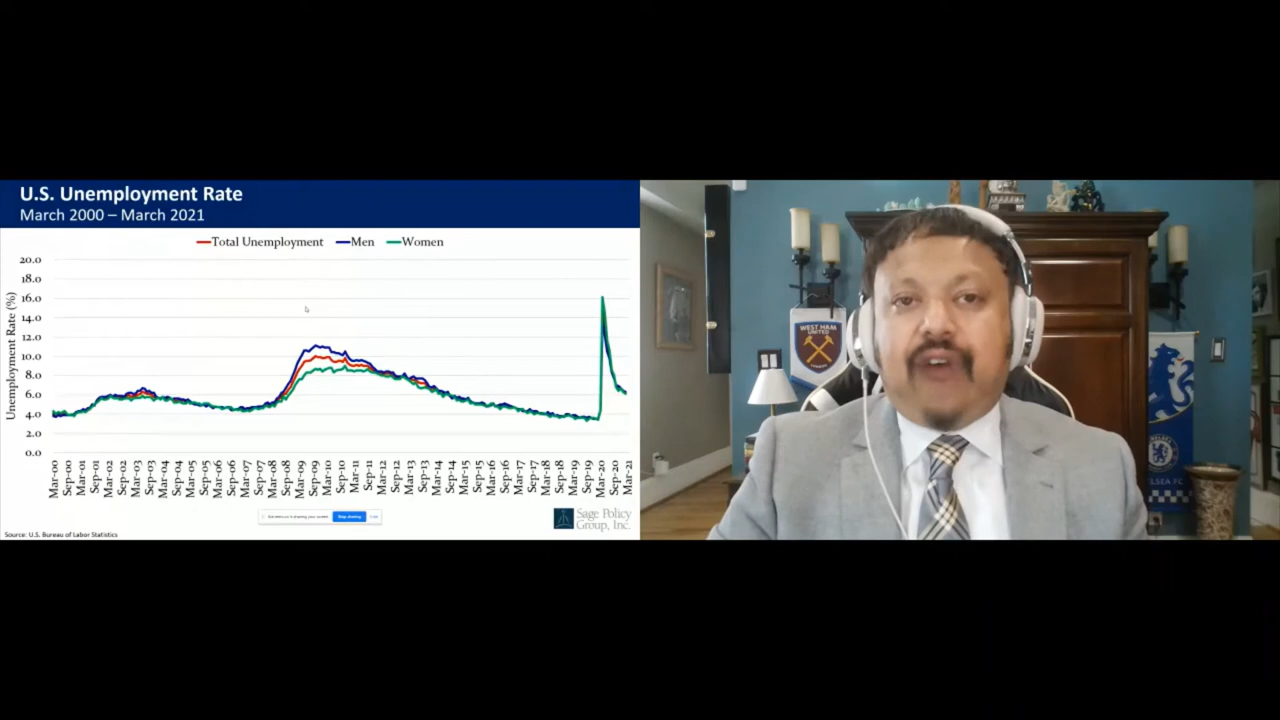 U.S. Unemployment Rate
March 2000 – March 2021
Total Unemployment Men Women
Unemployment Rate (%)
20.0
18.0
16.0
14.0
12.0
10.0
8.0
6.0
4.0
2.0
0.0
Mar-00
Sep-00
Mar-01
Sep-01
Mar-02
Sep-02
Mar-03
Sep-03
Mar-04
Sep-04
Mar-05
Sep-05
Mar-06
Sep-06
Mar-07
Sep-07
Mar-08
Sep-08
Mar-09
Sep-09
Mar-10
Sep-10
Mar-11
Sep-11
Mar-12
Sep-12
Mar-13
Sep-13
Mar-14
Sep-14
Mar-15
Sep-15
Mar-16
Sep-16
Mar-17
Sep-17
Mar-18
Sep-18
Mar-19
Sep-19
Mar-20
Sep-20
Mar-21
Stop sharing
Sage Policy
Group, Inc.
Source: U.S. Bureau of Labor Statistics
WEST HAM
UNITED
CHELSEA FC